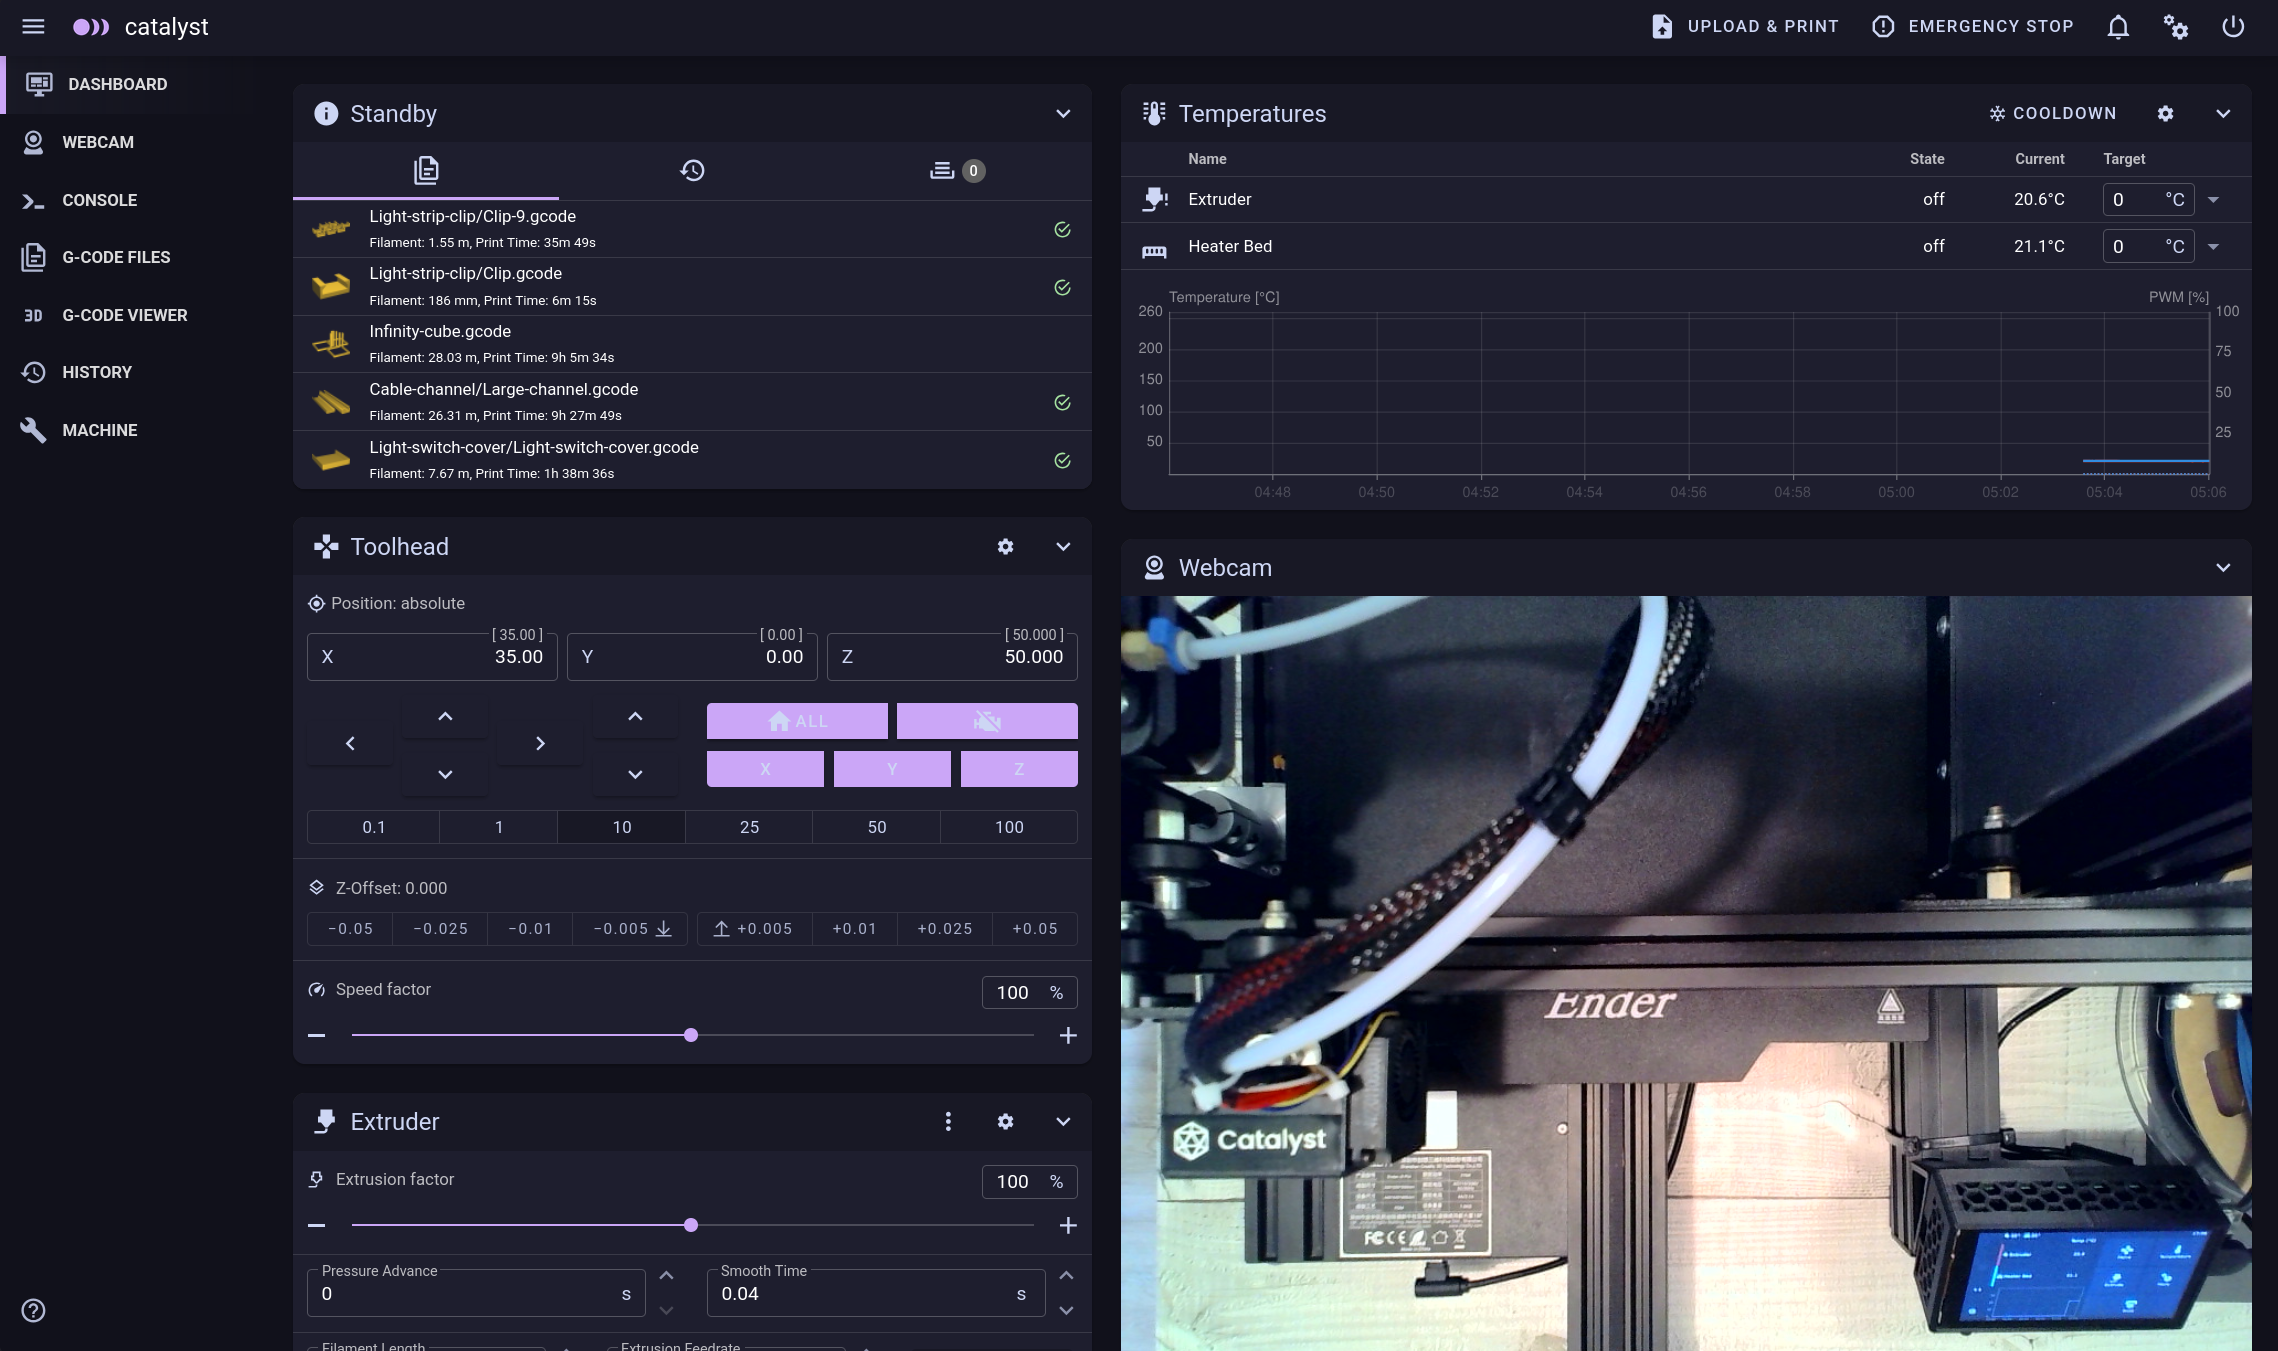 catalyst
UPLOAD & PRINT
EMERGENCY STOP
DASHBOARD
WEBCAM
CONSOLE
G-CODE FILES
3D G-CODE VIEWER
HISTORY
MACHINE
Standby
0
Light-strip-clip/Clip-9.gcode
Filament: 1.55 m, Print Time: 35m 49s
Light-strip-clip/Clip.gcode
Filament: 186 mm, Print Time: 6m 15s
Infinity-cube.gcode
Filament: 28.03 m, Print Time: 9h 5m 34s
Cable-channel/Large-channel.gcode
Filament: 26.31 m, Print Time: 9h 27m 49s
Light-switch-cover/Light-switch-cover.gcode
Filament: 7.67 m, Print Time: 1h 38m 36s
Toolhead
Position: absolute
[ 35.00 ] [ 0.00 ] [ 50.000 ]
X 35.00 Y 0.00 Z 50.000
ALL
X Y Z
0.1 1 10 25 50 100
Z-Offset: 0.000
−0.05 −0.025 −0.01 −0.005 +0.005 +0.01 +0.025 +0.05
Speed factor 100 %
Extruder
Extrusion factor 100 %
Pressure Advance Smooth Time
0 s 0.04 s
Filament Length Extrusion Feedrate
Temperatures
COOLDOWN
Name State Current Target
Extruder off 20.6°C 0 °C
Heater Bed off 21.1°C 0 °C
Temperature [°C] PWM [%]
260 100
200 75
150
50
100
25
50
04:48 04:50 04:52 04:54 04:56 04:58 05:00 05:02 05:04 05:06
Webcam
Ender
Catalyst
FC CE